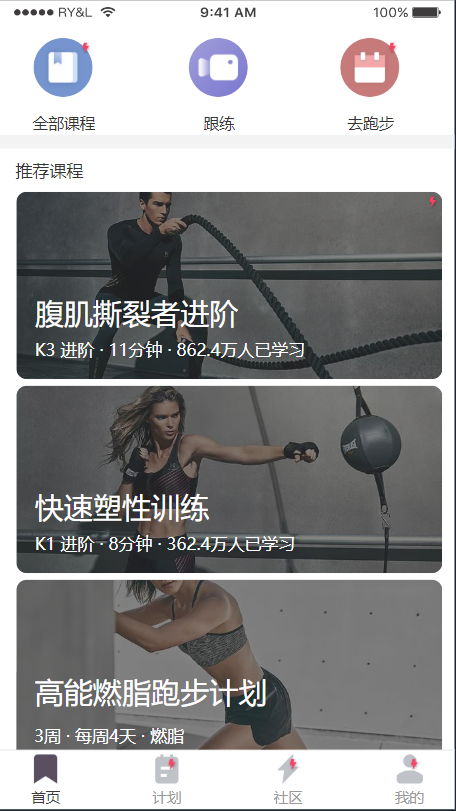 RY&L 9:41 AM 100%
全部课程 跟练 去跑步
推荐课程
腹肌撕裂者进阶
K3 进阶 · 11分钟 · 862.4万人已学习
EVERLAST
快速塑性训练
K1 进阶 · 8分钟 · 362.4万人已学习
高能燃脂跑步计划
3周 · 每周4天 · 燃脂
首页 计划 社区 我的